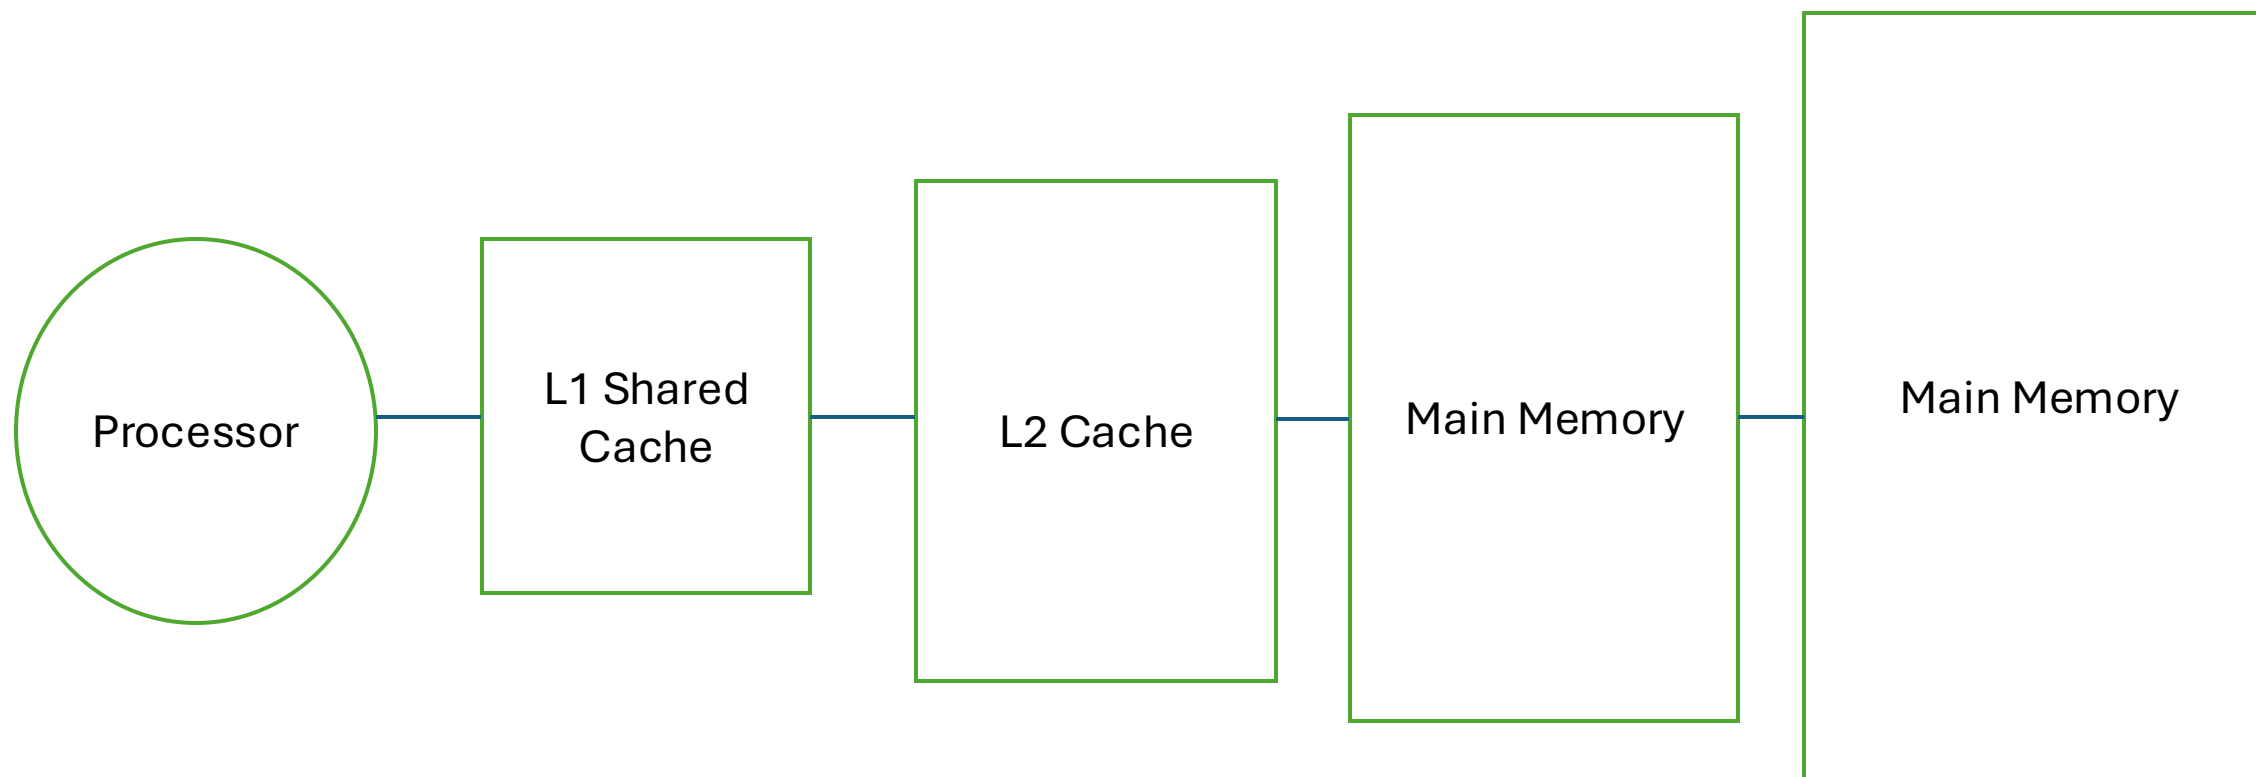 Processor
L1 Shared
Cache
L2 Cache
Main Memory
Main Memory